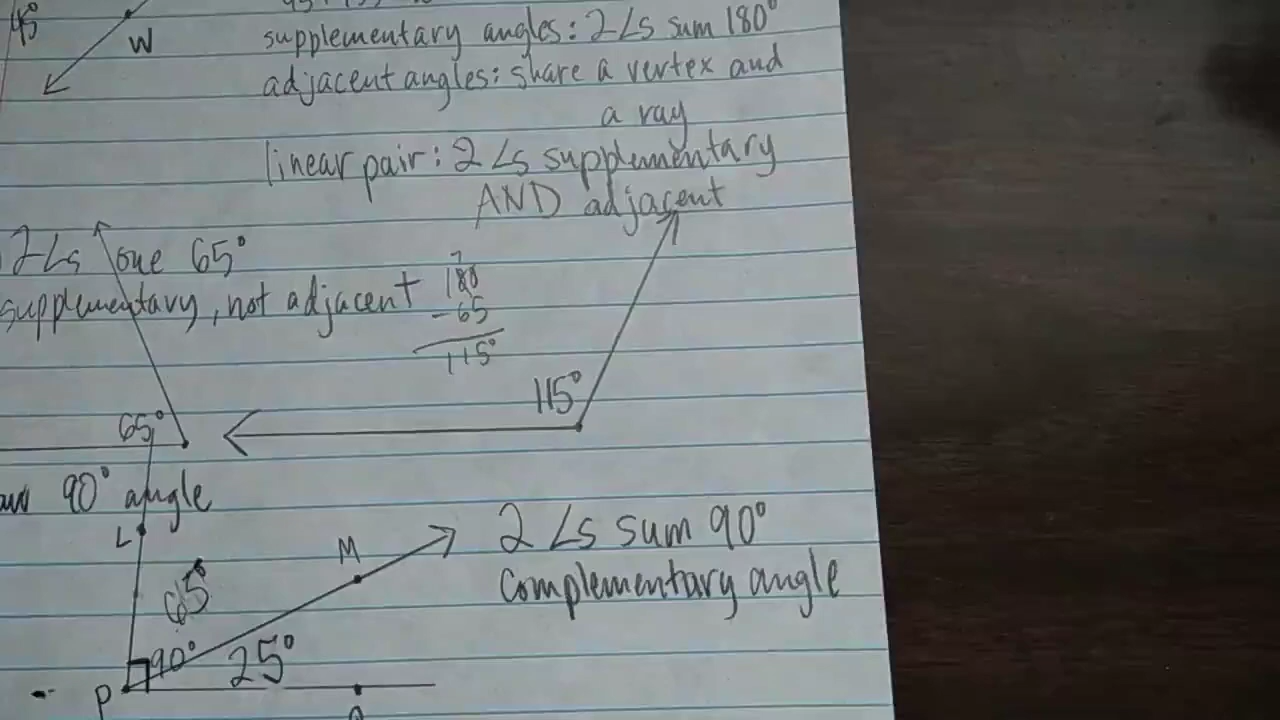 45°
W
supplementary angles: 2 ∠s sum 180°
adjacent angles: share a vertex and
a ray
linear pair: 2 ∠s supplementary
AND adjacent
2 ∠s one 65°
supplementary, not adjacent
7
180
-65
115°
65°
115°
90° angle
L
M
2 ∠s sum 90°
complementary angle
65°
90°
25°
P